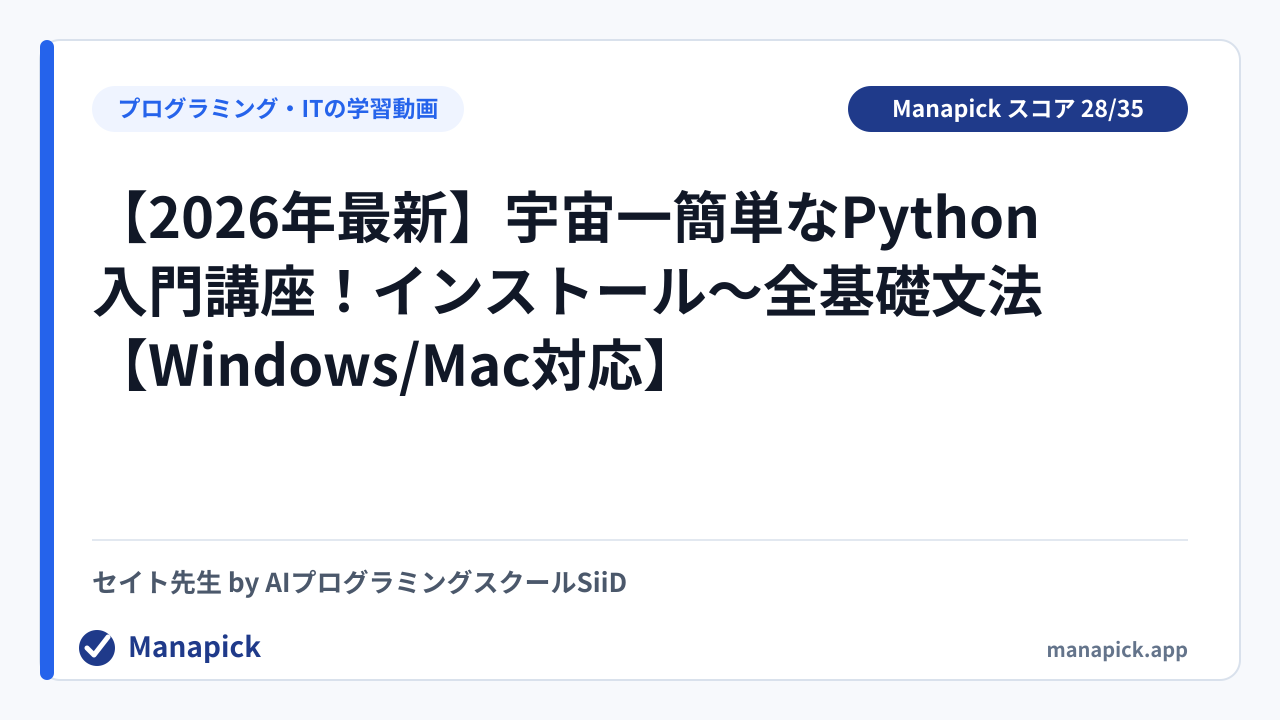 プログラミング・ITの学習動画
Manapick スコア 28/35
【2026年最新】宇宙一簡単なPython
入門講座！インストール〜全基礎文法
【Windows/Mac対応】
セイト先生 by AIプログラミングスクールSiiD
Manapick
manapick.app